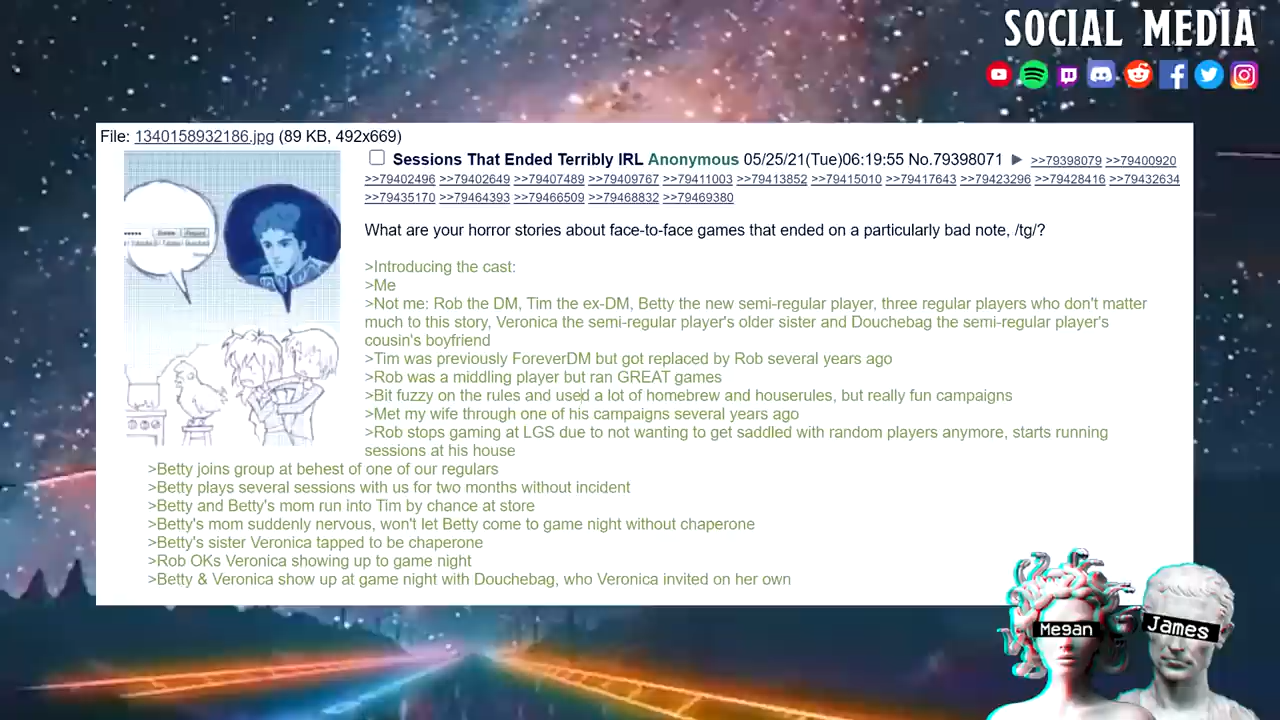 SOCIAL MEDIA
File: 1340158932186.jpg (89 KB, 492x669)
Sessions That Ended Terribly IRL Anonymous 05/25/21(Tue)06:19:55 No.79398071 ▶ >>79398079 >>79400920
>>79402496 >>79402649 >>79407489 >>79409767 >>79411003 >>79413852 >>79415010 >>79417643 >>79423296 >>79428416 >>79432634
>>79435170 >>79464393 >>79466509 >>79468832 >>79469380
What are your horror stories about face-to-face games that ended on a particularly bad note, /tg/?
>Introducing the cast:
>Me
>Not me: Rob the DM, Tim the ex-DM, Betty the new semi-regular player, three regular players who don't matter
much to this story, Veronica the semi-regular player's older sister and Douchebag the semi-regular player's
cousin's boyfriend
>Tim was previously ForeverDM but got replaced by Rob several years ago
>Rob was a middling player but ran GREAT games
>Bit fuzzy on the rules and used a lot of homebrew and houserules, but really fun campaigns
>Met my wife through one of his campaigns several years ago
>Rob stops gaming at LGS due to not wanting to get saddled with random players anymore, starts running
sessions at his house
>Betty joins group at behest of one of our regulars
>Betty plays several sessions with us for two months without incident
>Betty and Betty's mom run into Tim by chance at store
>Betty's mom suddenly nervous, won't let Betty come to game night without chaperone
>Betty's sister Veronica tapped to be chaperone
>Rob OKs Veronica showing up to game night
>Betty & Veronica show up at game night with Douchebag, who Veronica invited on her own
Megan
James